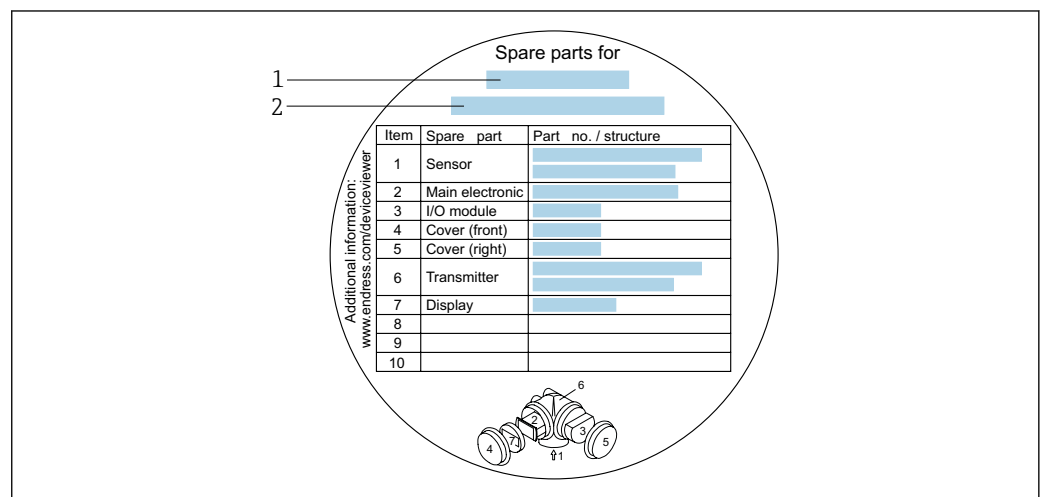 Spare parts for
1
2
Additional information:
www.endress.com/deviceviewer
Item Spare part Part no. / structure
1 Sensor
2 Main electronic
3 I/O module
4 Cover (front)
5 Cover (right)
6 Transmitter
7 Display
8
9
10
6
2
3
4 7 5
1